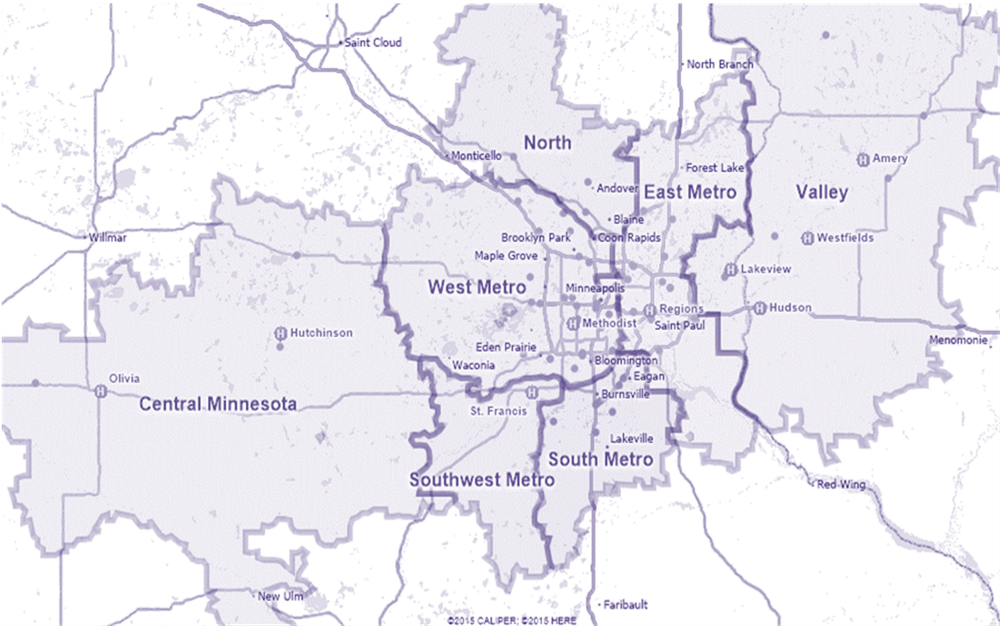 Saint Cloud
North Branch
North
Monticello
H Amery
Forest Lake
Andover
East Metro
Valley
Blaine
Willmar
Brooklyn Park
Coon Rapids
H Westfields
Maple Grove
H Lakeview
West Metro
Minneapolis
H Regions
H Hudson
H Methodist
Saint Paul
H Hutchinson
Menomonie
Eden Prairie
Waconia
Bloomington
Olivia
H
Eagan
Central Minnesota
H
St. Francis
Burnsville
Lakeville
South Metro
Southwest Metro
Red Wing
New Ulm
Faribault
©2015 CALIPER; ©2015 HERE